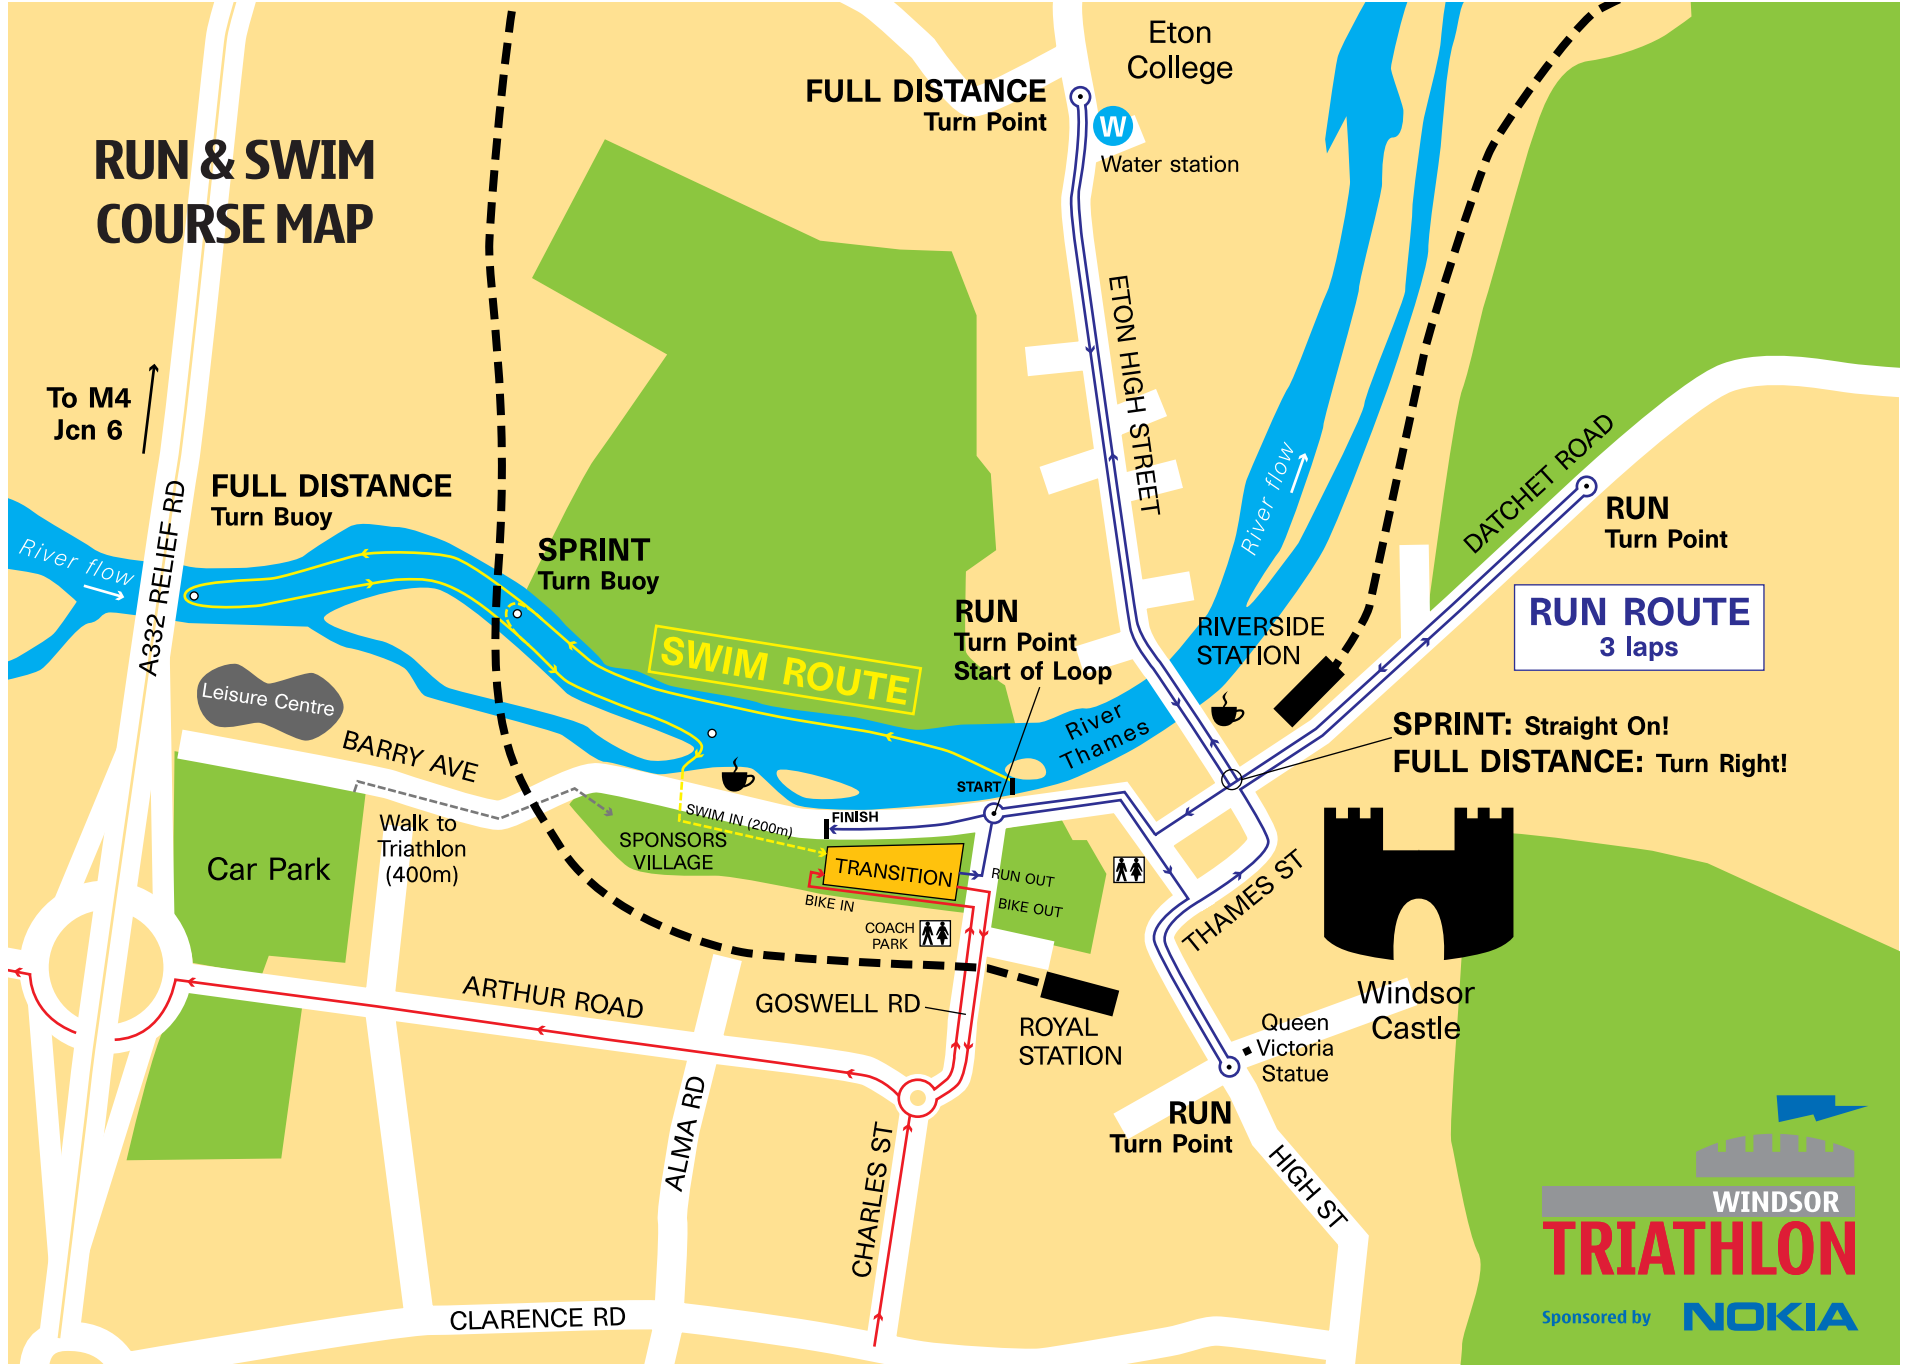 Eton
College
FULL DISTANCE
Turn Point
W
Water station
RUN & SWIM
COURSE MAP
ETON HIGH STREET
To M4
Jcn 6
A332 RELIEF RD
River flow
FULL DISTANCE
Turn Buoy
SPRINT
Turn Buoy
SWIM ROUTE
RUN
Turn Point
Start of Loop
River flow
DATCHET ROAD
RUN
Turn Point
RUN ROUTE
3 laps
RIVERSIDE
STATION
River
Thames
SPRINT: Straight On!
FULL DISTANCE: Turn Right!
Leisure Centre
BARRY AVE
START
FINISH
SWIM IN (200m)
Walk to
Triathlon
(400m)
SPONSORS
VILLAGE
Car Park
TRANSITION
RUN OUT
BIKE IN
BIKE OUT
COACH
PARK
THAMES ST
ARTHUR ROAD
GOSWELL RD
ROYAL
STATION
Windsor
Castle
Queen
Victoria
Statue
RUN
Turn Point
ALMA RD
CHARLES ST
HIGH ST
CLARENCE RD
WINDSOR
TRIATHLON
Sponsored by NOKIA